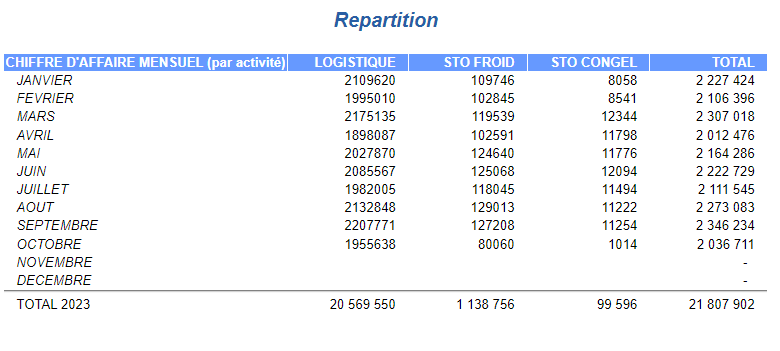 Repartition
CHIFFRE D'AFFAIRE MENSUEL (par activité) LOGISTIQUE STO FROID STO CONGEL TOTAL
JANVIER 2109620 109746 8058 2 227 424
FEVRIER 1995010 102845 8541 2 106 396
MARS 2175135 119539 12344 2 307 018
AVRIL 1898087 102591 11798 2 012 476
MAI 2027870 124640 11776 2 164 286
JUIN 2085567 125068 12094 2 222 729
JUILLET 1982005 118045 11494 2 111 545
AOUT 2132848 129013 11222 2 273 083
SEPTEMBRE 2207771 127208 11254 2 346 234
OCTOBRE 1955638 80060 1014 2 036 711
NOVEMBRE -
DECEMBRE -
TOTAL 2023 20 569 550 1 138 756 99 596 21 807 902